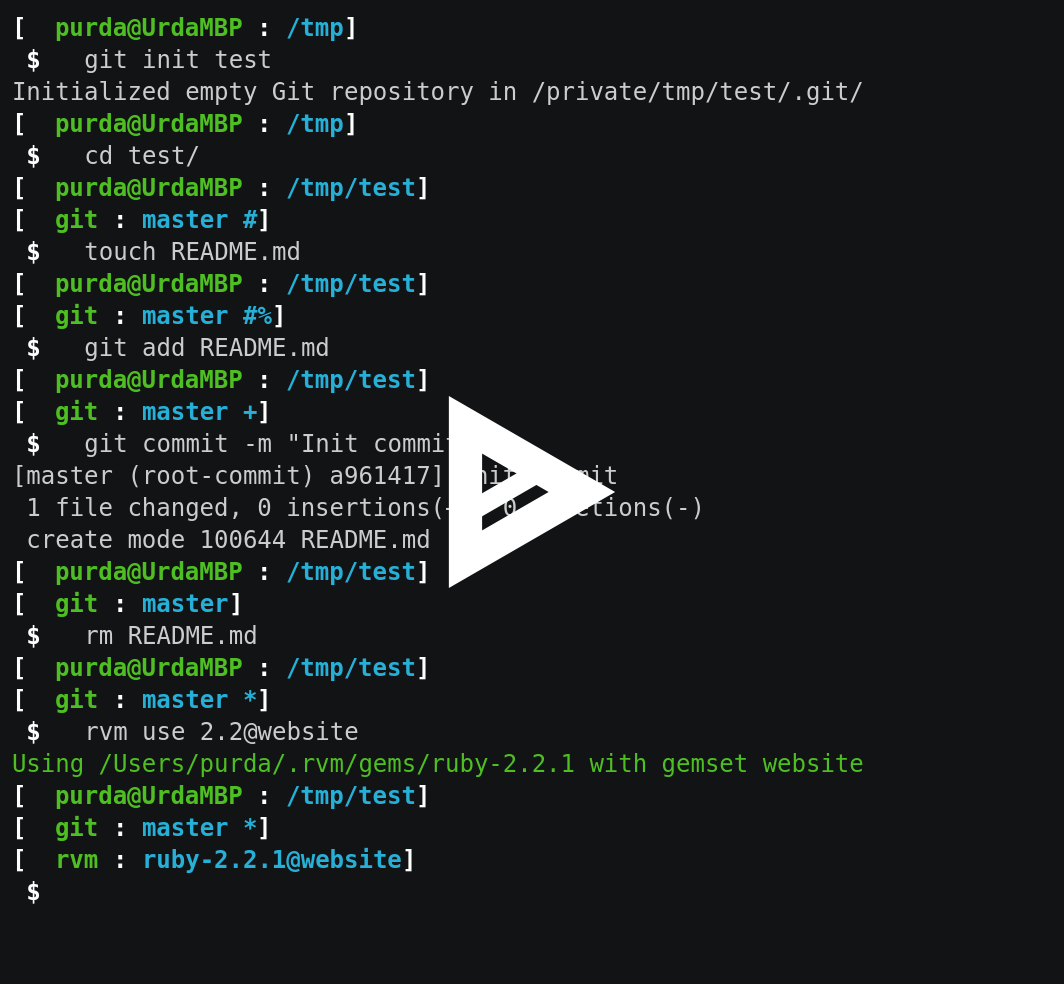 [  purda@UrdaMBP : /tmp]
 $   git init test
Initialized empty Git repository in /private/tmp/test/.git/
[  purda@UrdaMBP : /tmp]
 $   cd test/
[  purda@UrdaMBP : /tmp/test]
[  git : master #]
 $   touch README.md
[  purda@UrdaMBP : /tmp/test]
[  git : master #%]
 $   git add README.md
[  purda@UrdaMBP : /tmp/test]
[  git : master +]
 $   git commit -m "Init commit
[master (root-commit) a961417]
 1 file changed, 0 insertions( 0 (-)
 create mode 100644 README.md
[  purda@UrdaMBP : /tmp/test]
[  git : master]
 $   rm README.md
[  purda@UrdaMBP : /tmp/test]
[  git : master *]
 $   rvm use 2.2@website
Using /Users/purda/.rvm/gems/ruby-2.2.1 with gemset website
[  purda@UrdaMBP : /tmp/test]
[  git : master *]
[  rvm : ruby-2.2.1@website]
 $